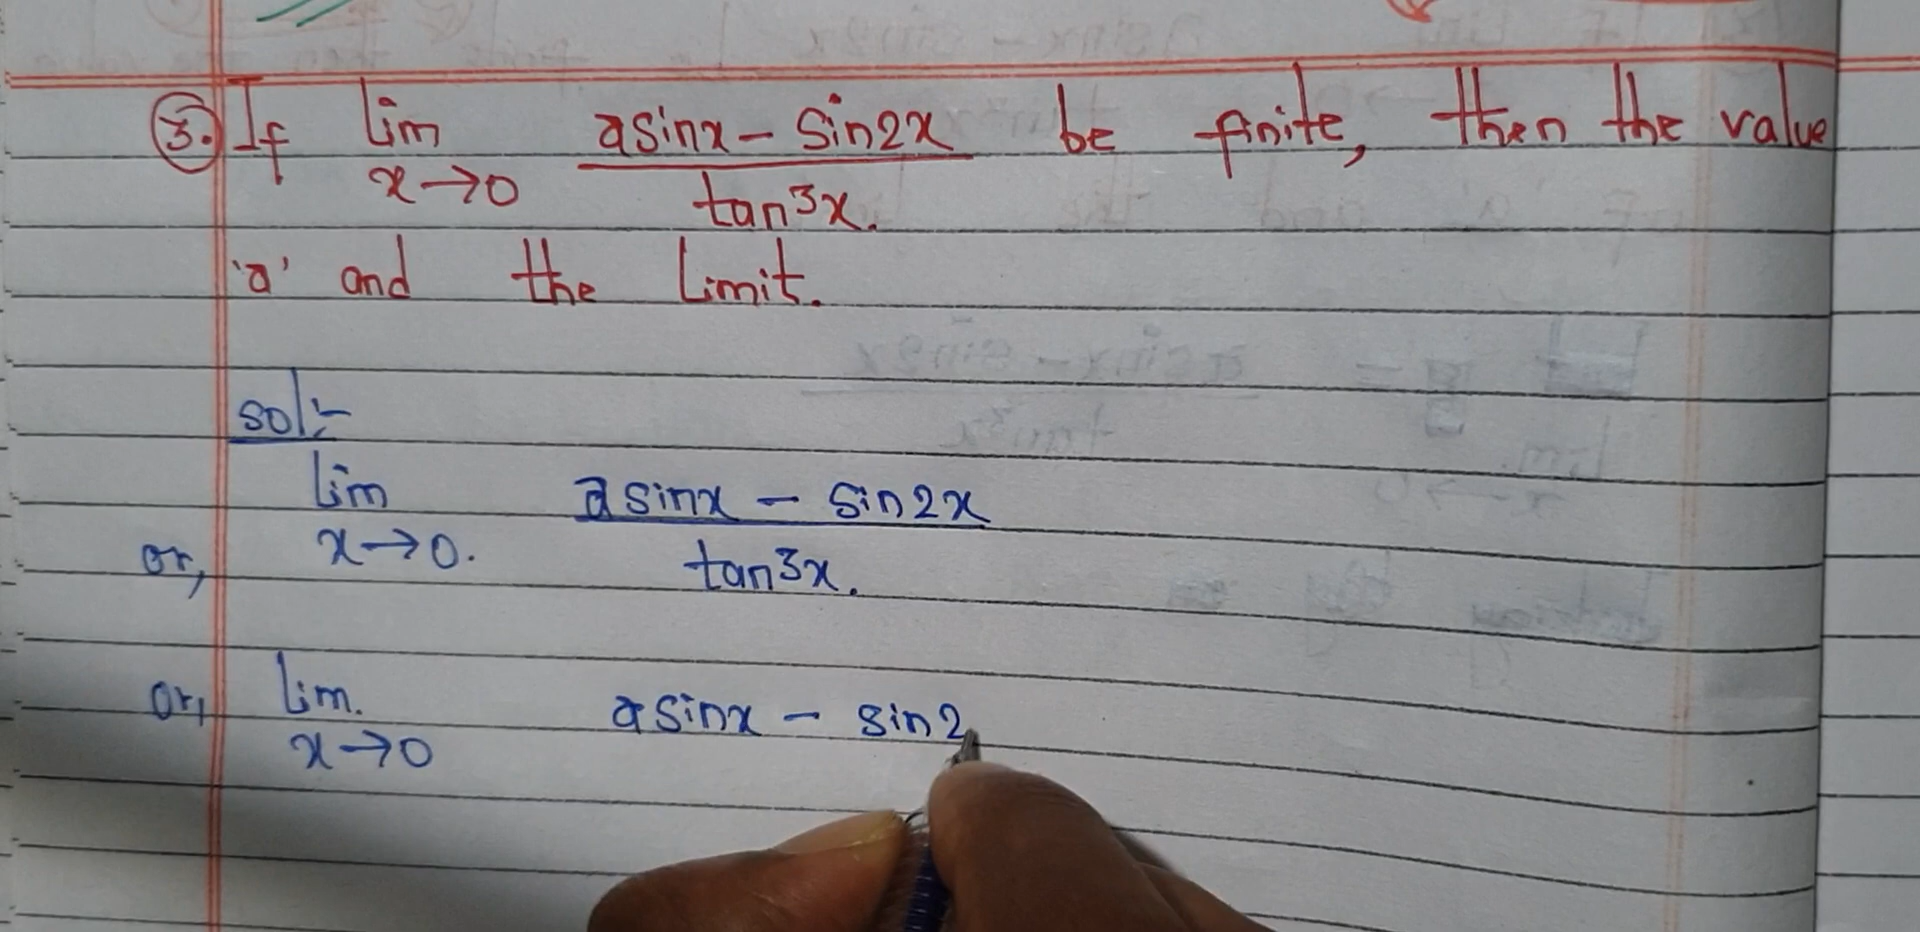 3. If lim asinx - sin2x be finite, then the value
x→0 tan³x.
'a' and the limit.
sol:-
lim asinx - sin2x
or, x→0. tan³x.
or, lim. asinx - sin2
x→0